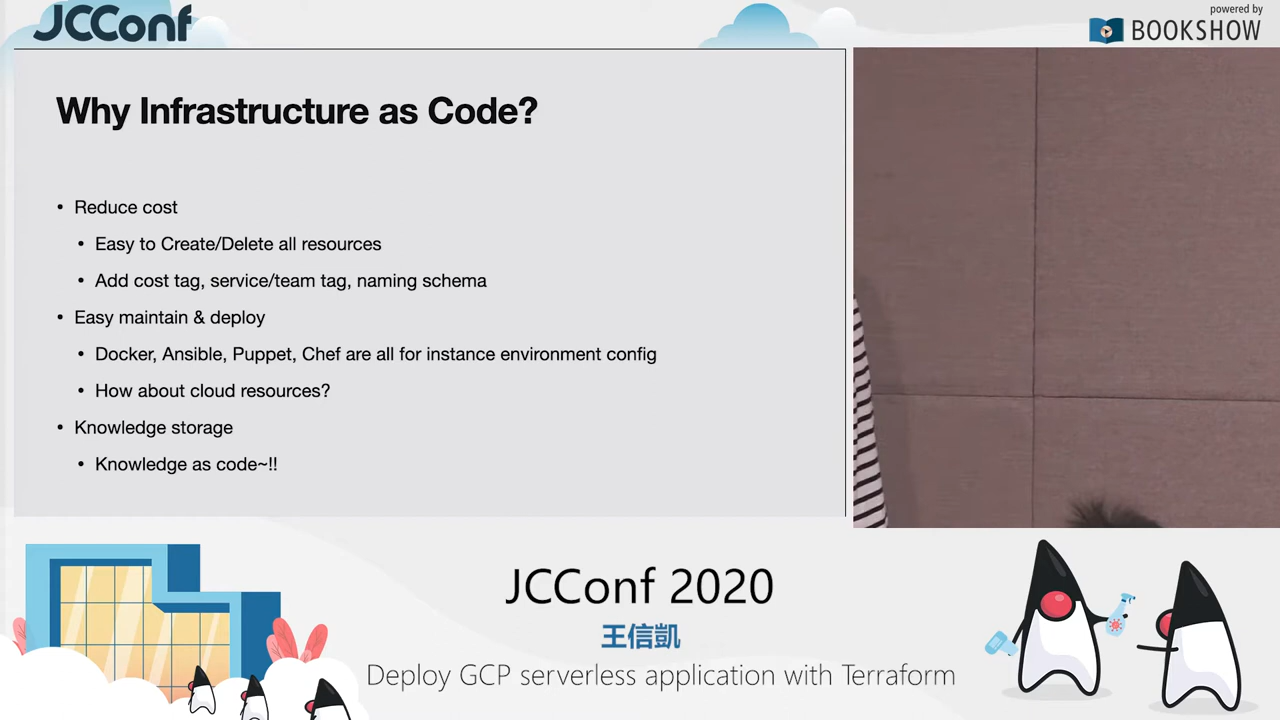 JCConf
powered by
BOOKSHOW
Why Infrastructure as Code?
• Reduce cost
• Easy to Create/Delete all resources
• Add cost tag, service/team tag, naming schema
• Easy maintain & deploy
• Docker, Ansible, Puppet, Chef are all for instance environment config
• How about cloud resources?
• Knowledge storage
• Knowledge as code~!!
JCConf 2020
王信凱
Deploy GCP serverless application with Terraform